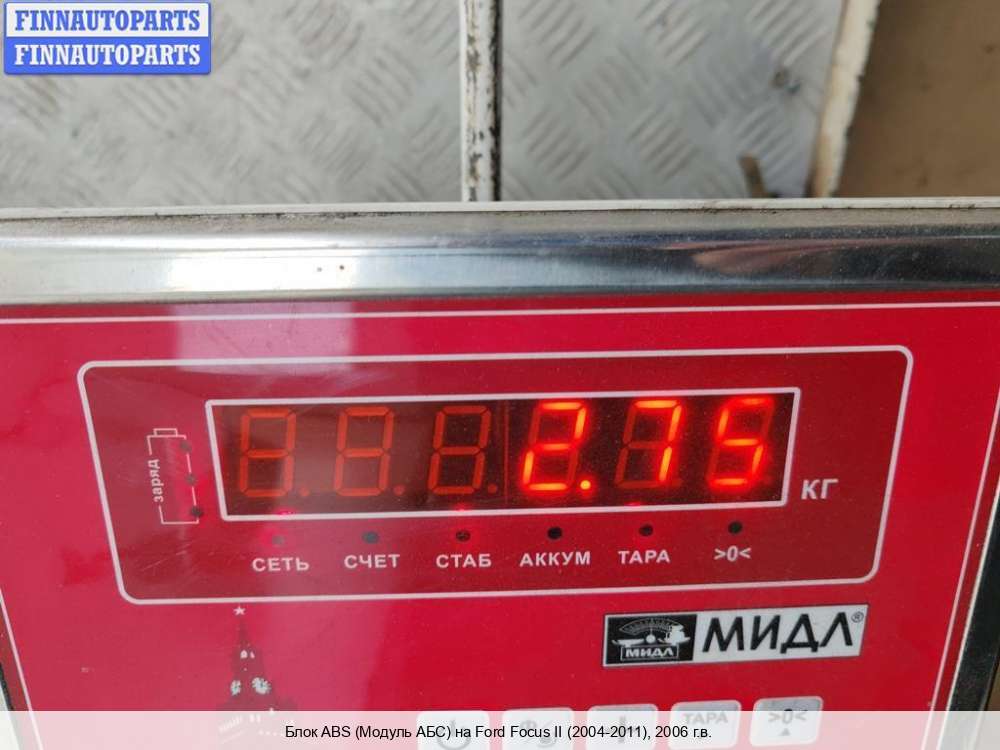 FINNAUTOPARTS
FINNAUTOPARTS
2.75
КГ
заряд
СЕТЬ СЧЕТ СТАБ АККУМ ТАРА >0<
МИДЛ МИДЛ®
ТАРА >0<
Блок ABS (Модуль АБС) на Ford Focus II (2004-2011), 2006 г.в.